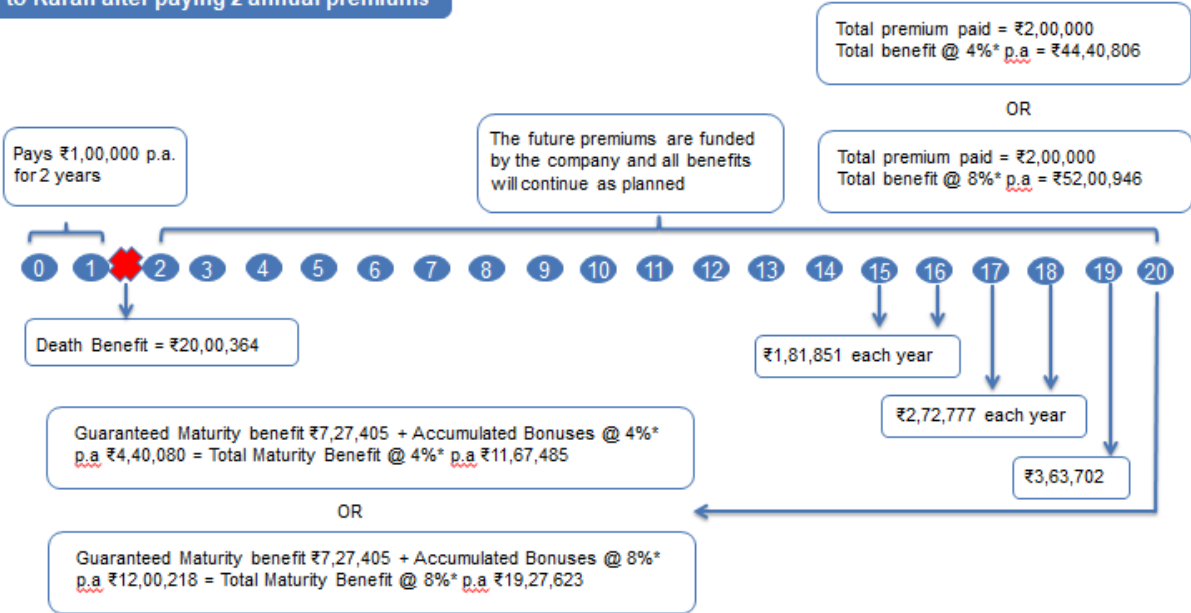 to Karan after paying 2 annual premiums
Total premium paid = ₹2,00,000
Total benefit @ 4%* p.a = ₹44,40,806
OR
Total premium paid = ₹2,00,000
Total benefit @ 8%* p.a = ₹52,00,946
Pays ₹1,00,000 p.a.
for 2 years
The future premiums are funded
by the company and all benefits
will continue as planned
0 1 2 3 4 5 6 7 8 9 10 11 12 13 14 15 16 17 18 19 20
Death Benefit = ₹20,00,364
₹1,81,851 each year
₹2,72,777 each year
₹3,63,702
Guaranteed Maturity benefit ₹7,27,405 + Accumulated Bonuses @ 4%*
p.a ₹4,40,080 = Total Maturity Benefit @ 4%* p.a ₹11,67,485
OR
Guaranteed Maturity benefit ₹7,27,405 + Accumulated Bonuses @ 8%*
p.a ₹12,00,218 = Total Maturity Benefit @ 8%* p.a ₹19,27,623